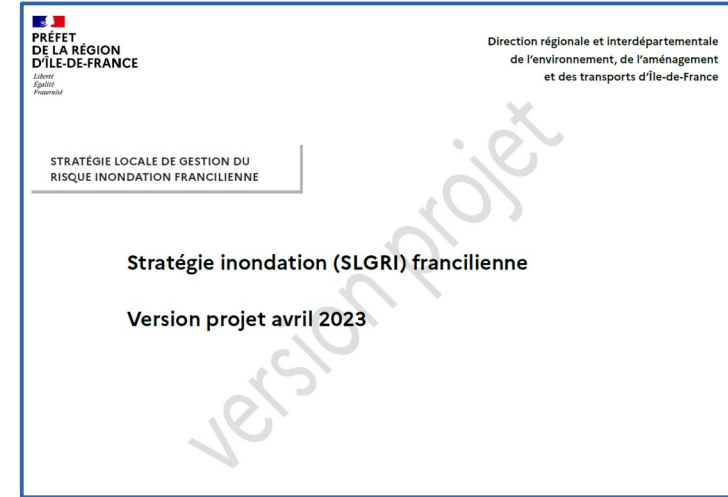 PRÉFET
DE LA RÉGION
D'ÎLE-DE-FRANCE
Liberté
Égalité
Fraternité
Direction régionale et interdépartementale
de l'environnement, de l'aménagement
et des transports d'Île-de-France
STRATÉGIE LOCALE DE GESTION DU
RISQUE INONDATION FRANCILIENNE
Stratégie inondation (SLGRI) francilienne
Version projet avril 2023
version projet